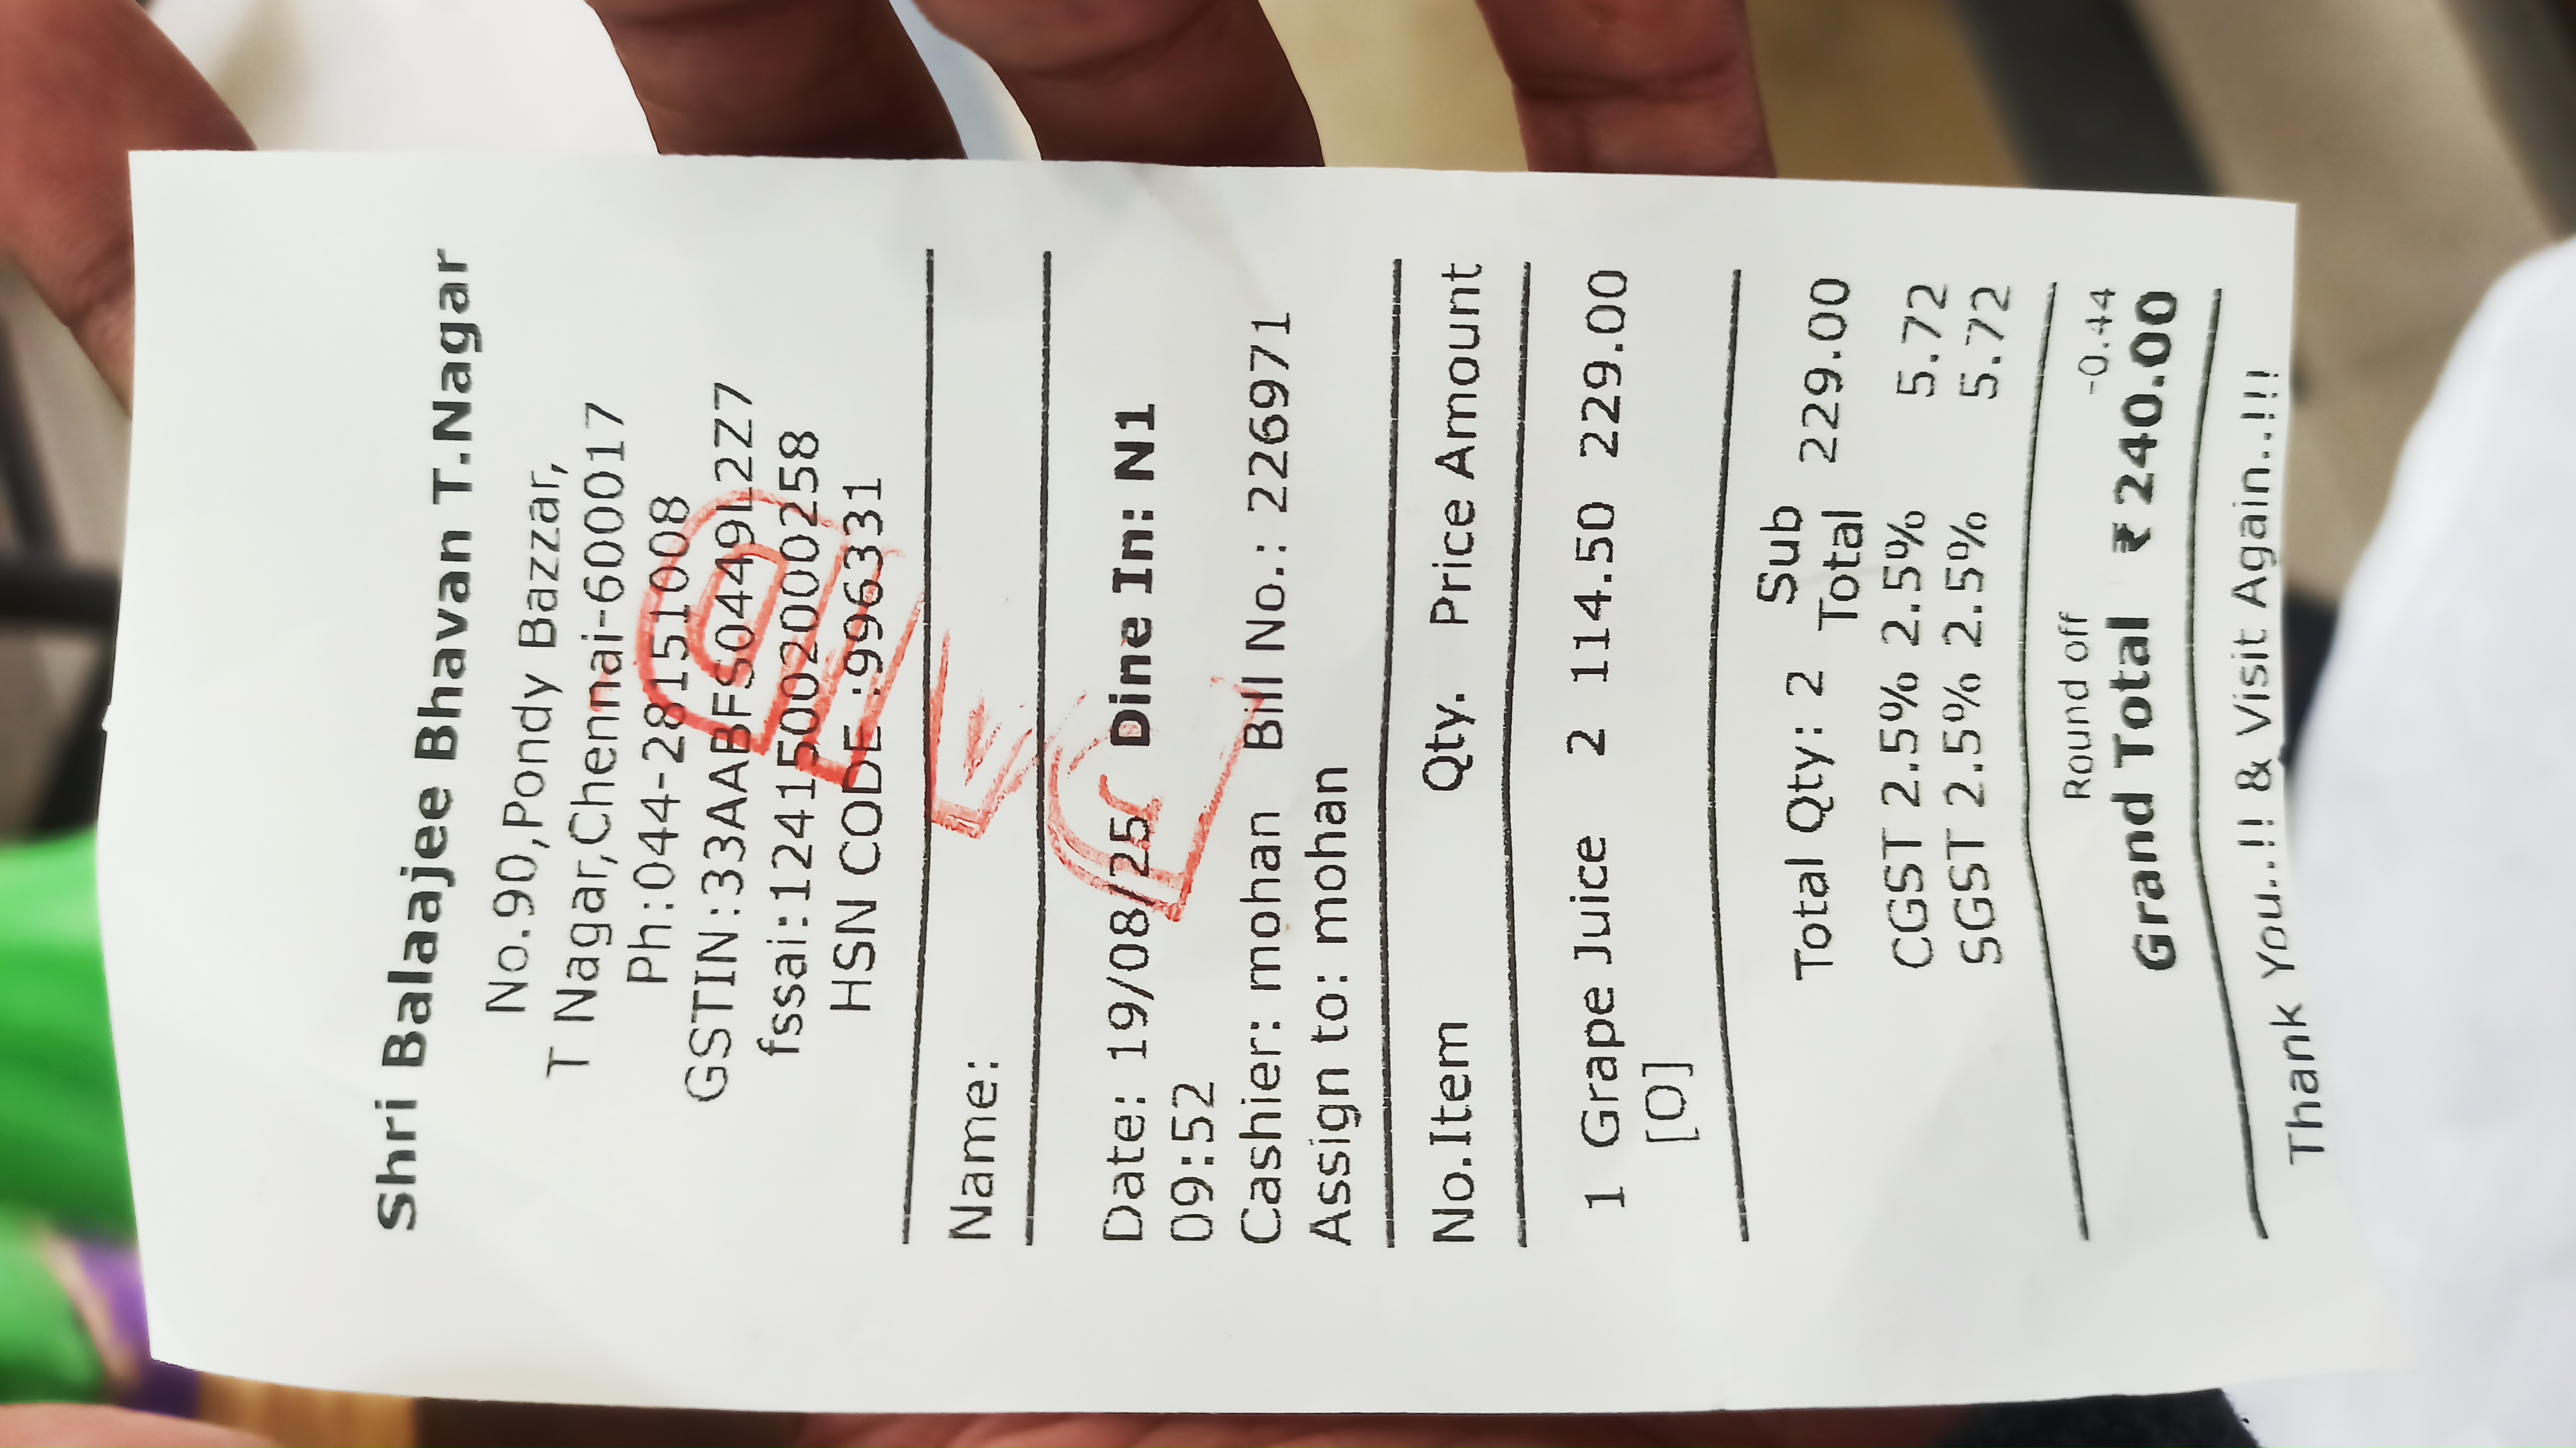 Shri Balaajee Bhavan T.Nagar
No.90,Pondy Bazzar,
T Nagar,Chennai-600017
Ph:044-28151008
GSTIN:33AABFS0449L2Z7
fssai:12415002000258
HSN CODE :996331
PAID
Name:
Date: 19/08/25 Dine In: N1
09:52
Cashier: mohan Bill No.: 226971
Assign to: mohan
No.Item Qty. Price Amount
1 Grape Juice 2 114.50 229.00
[O]
Total Qty: 2 Sub Total 229.00
CGST 2.5% 2.5% 5.72
SGST 2.5% 2.5% 5.72
Round off -0.44
Grand Total ₹240.00
Thank You..!! & Visit Again..!!!